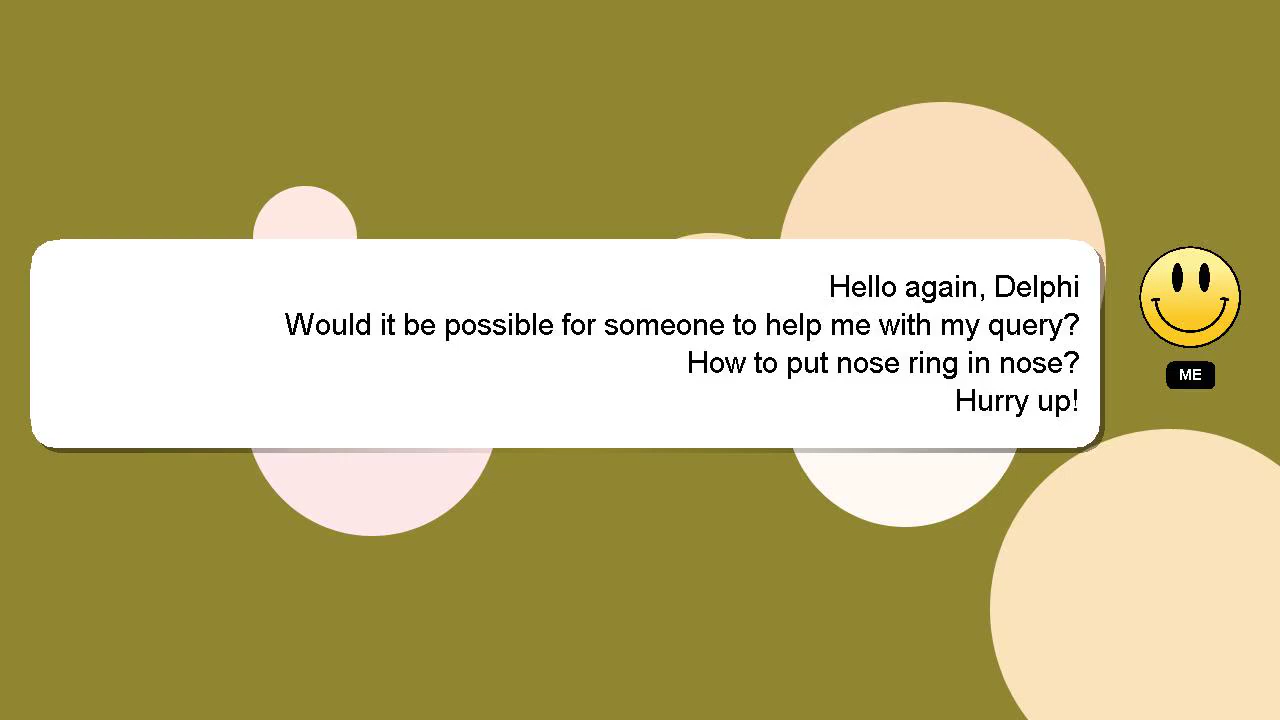 Hello again, Delphi
Would it be possible for someone to help me with my query?
How to put nose ring in nose?
Hurry up!
ME